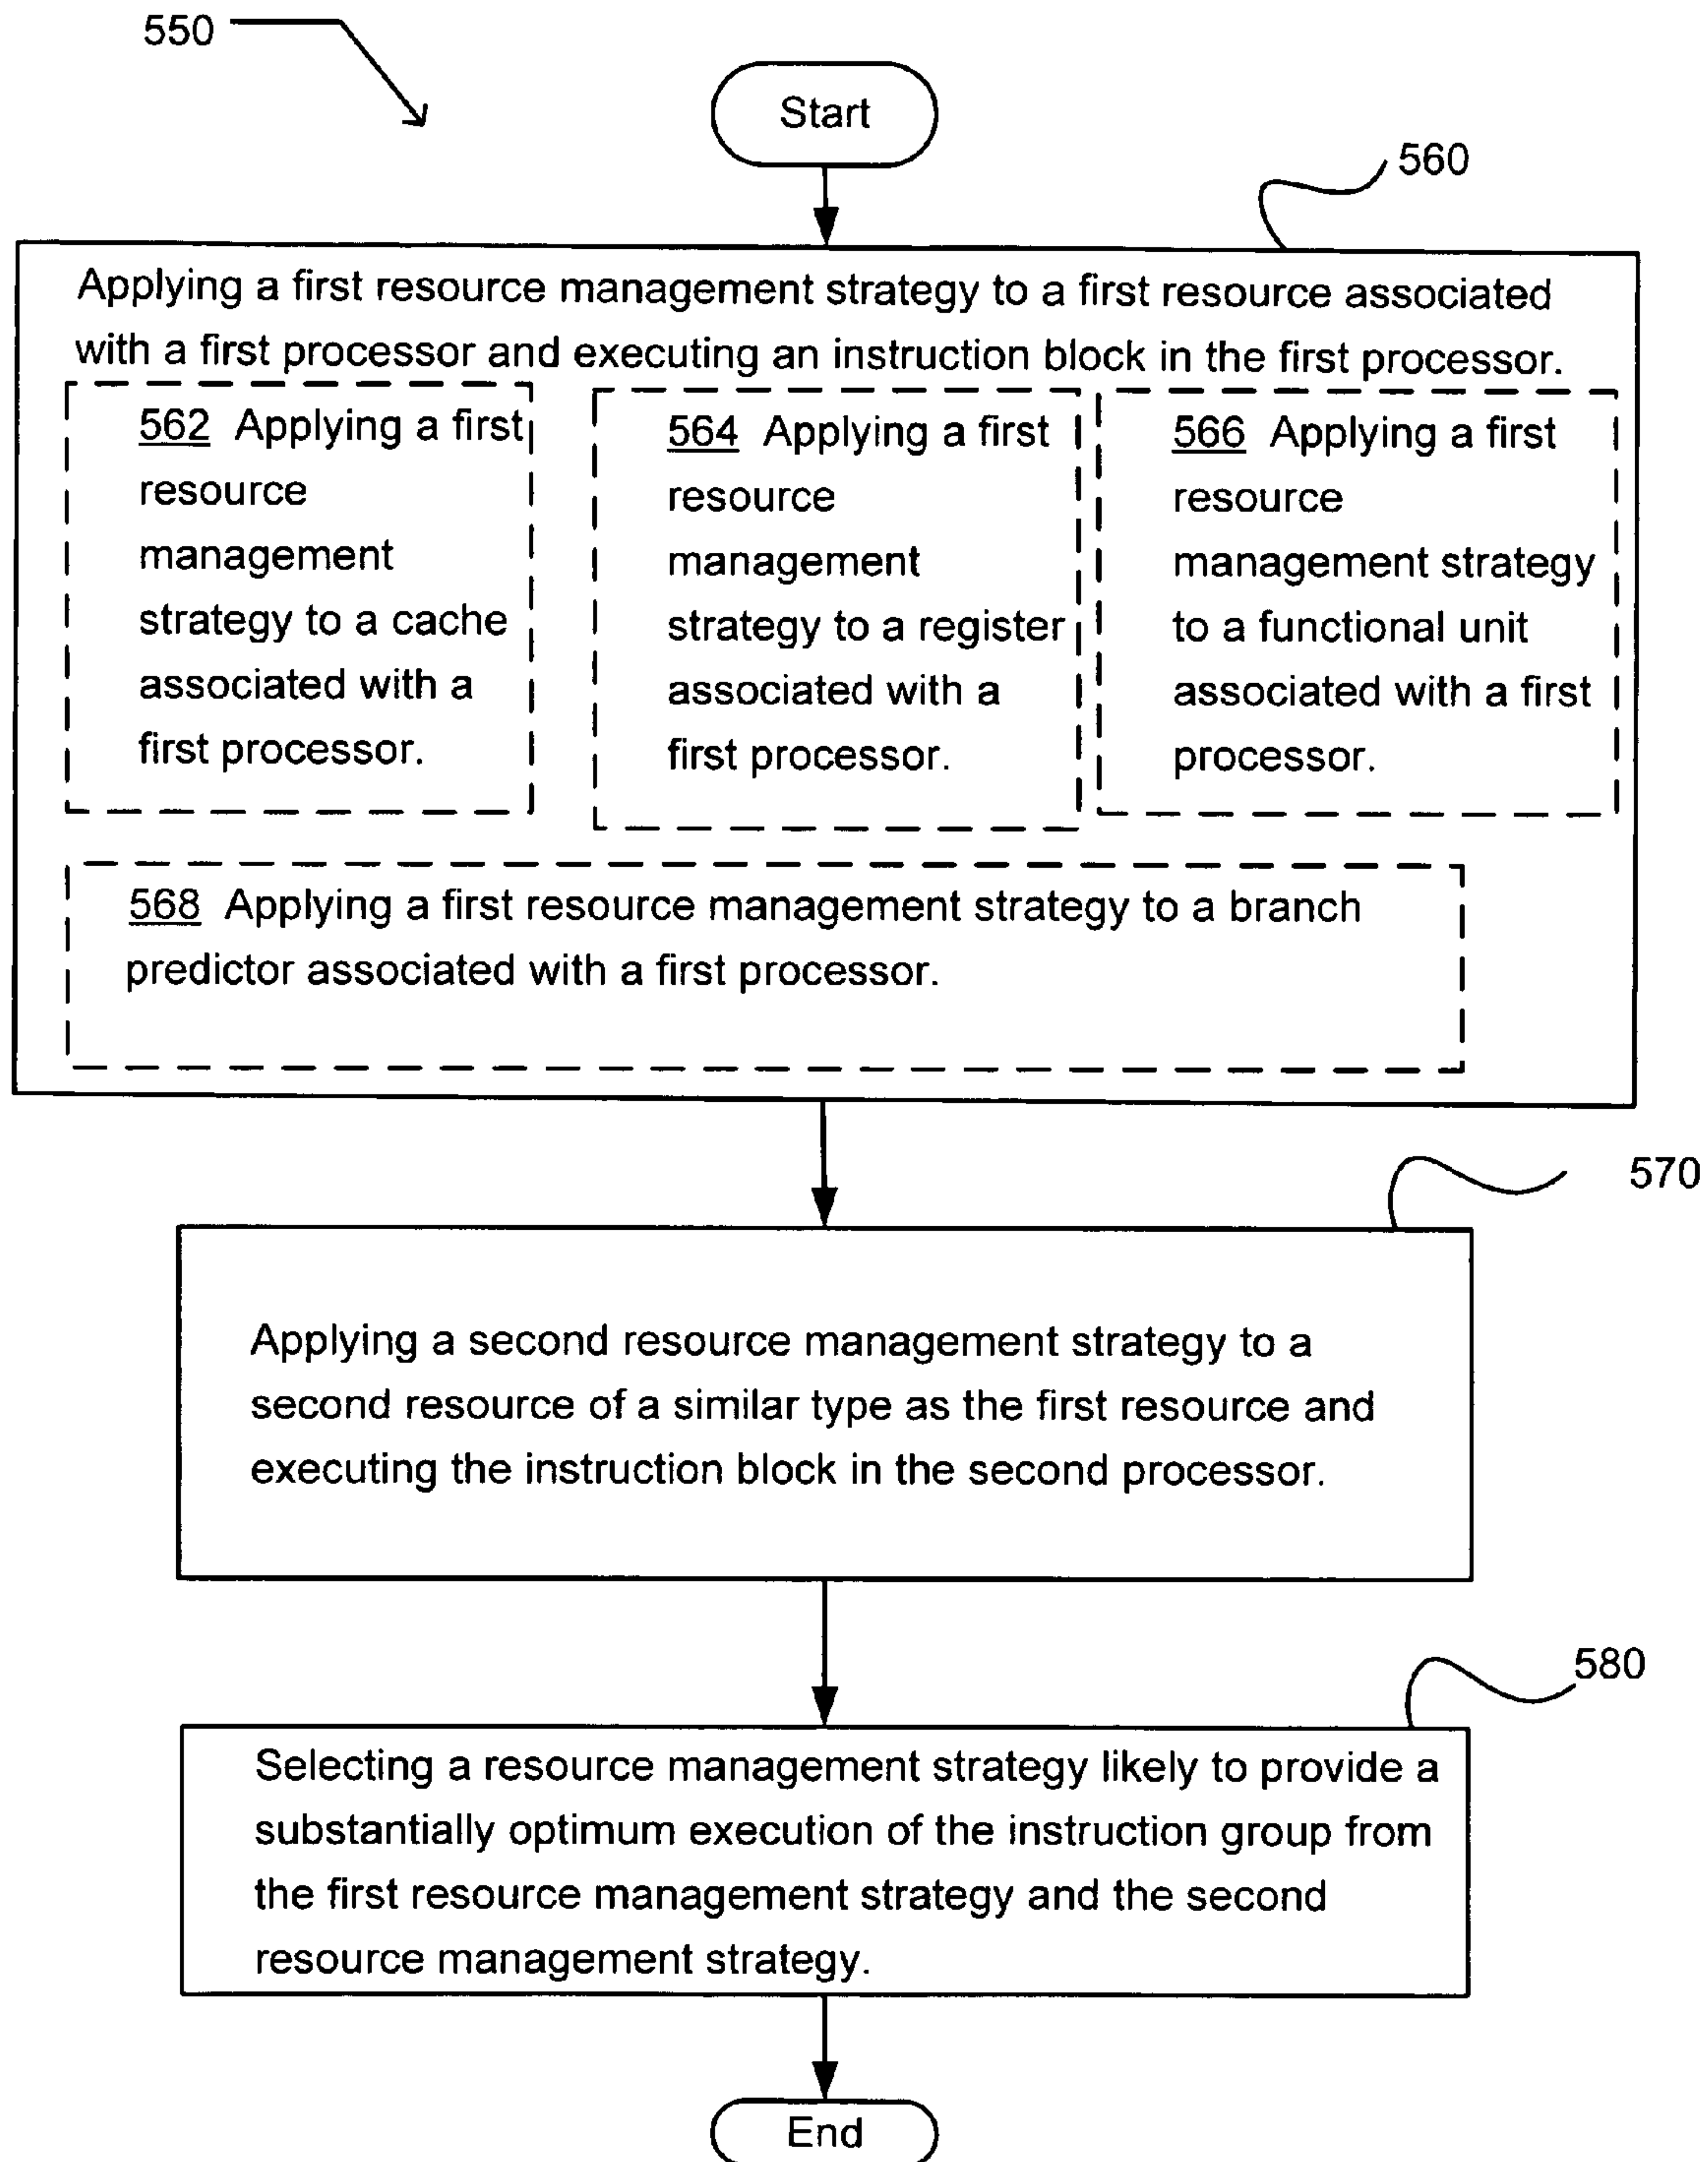 550
Start
560
Applying a first resource management strategy to a first resource associated
with a first processor and executing an instruction block in the first processor.
562 Applying a first
resource
management
strategy to a cache
associated with a
first processor.
564 Applying a first
resource
management
strategy to a register
associated with a
first processor.
566 Applying a first
resource
management strategy
to a functional unit
associated with a first
processor.
568 Applying a first resource management strategy to a branch
predictor associated with a first processor.
570
Applying a second resource management strategy to a
second resource of a similar type as the first resource and
executing the instruction block in the second processor.
580
Selecting a resource management strategy likely to provide a
substantially optimum execution of the instruction group from
the first resource management strategy and the second
resource management strategy.
End